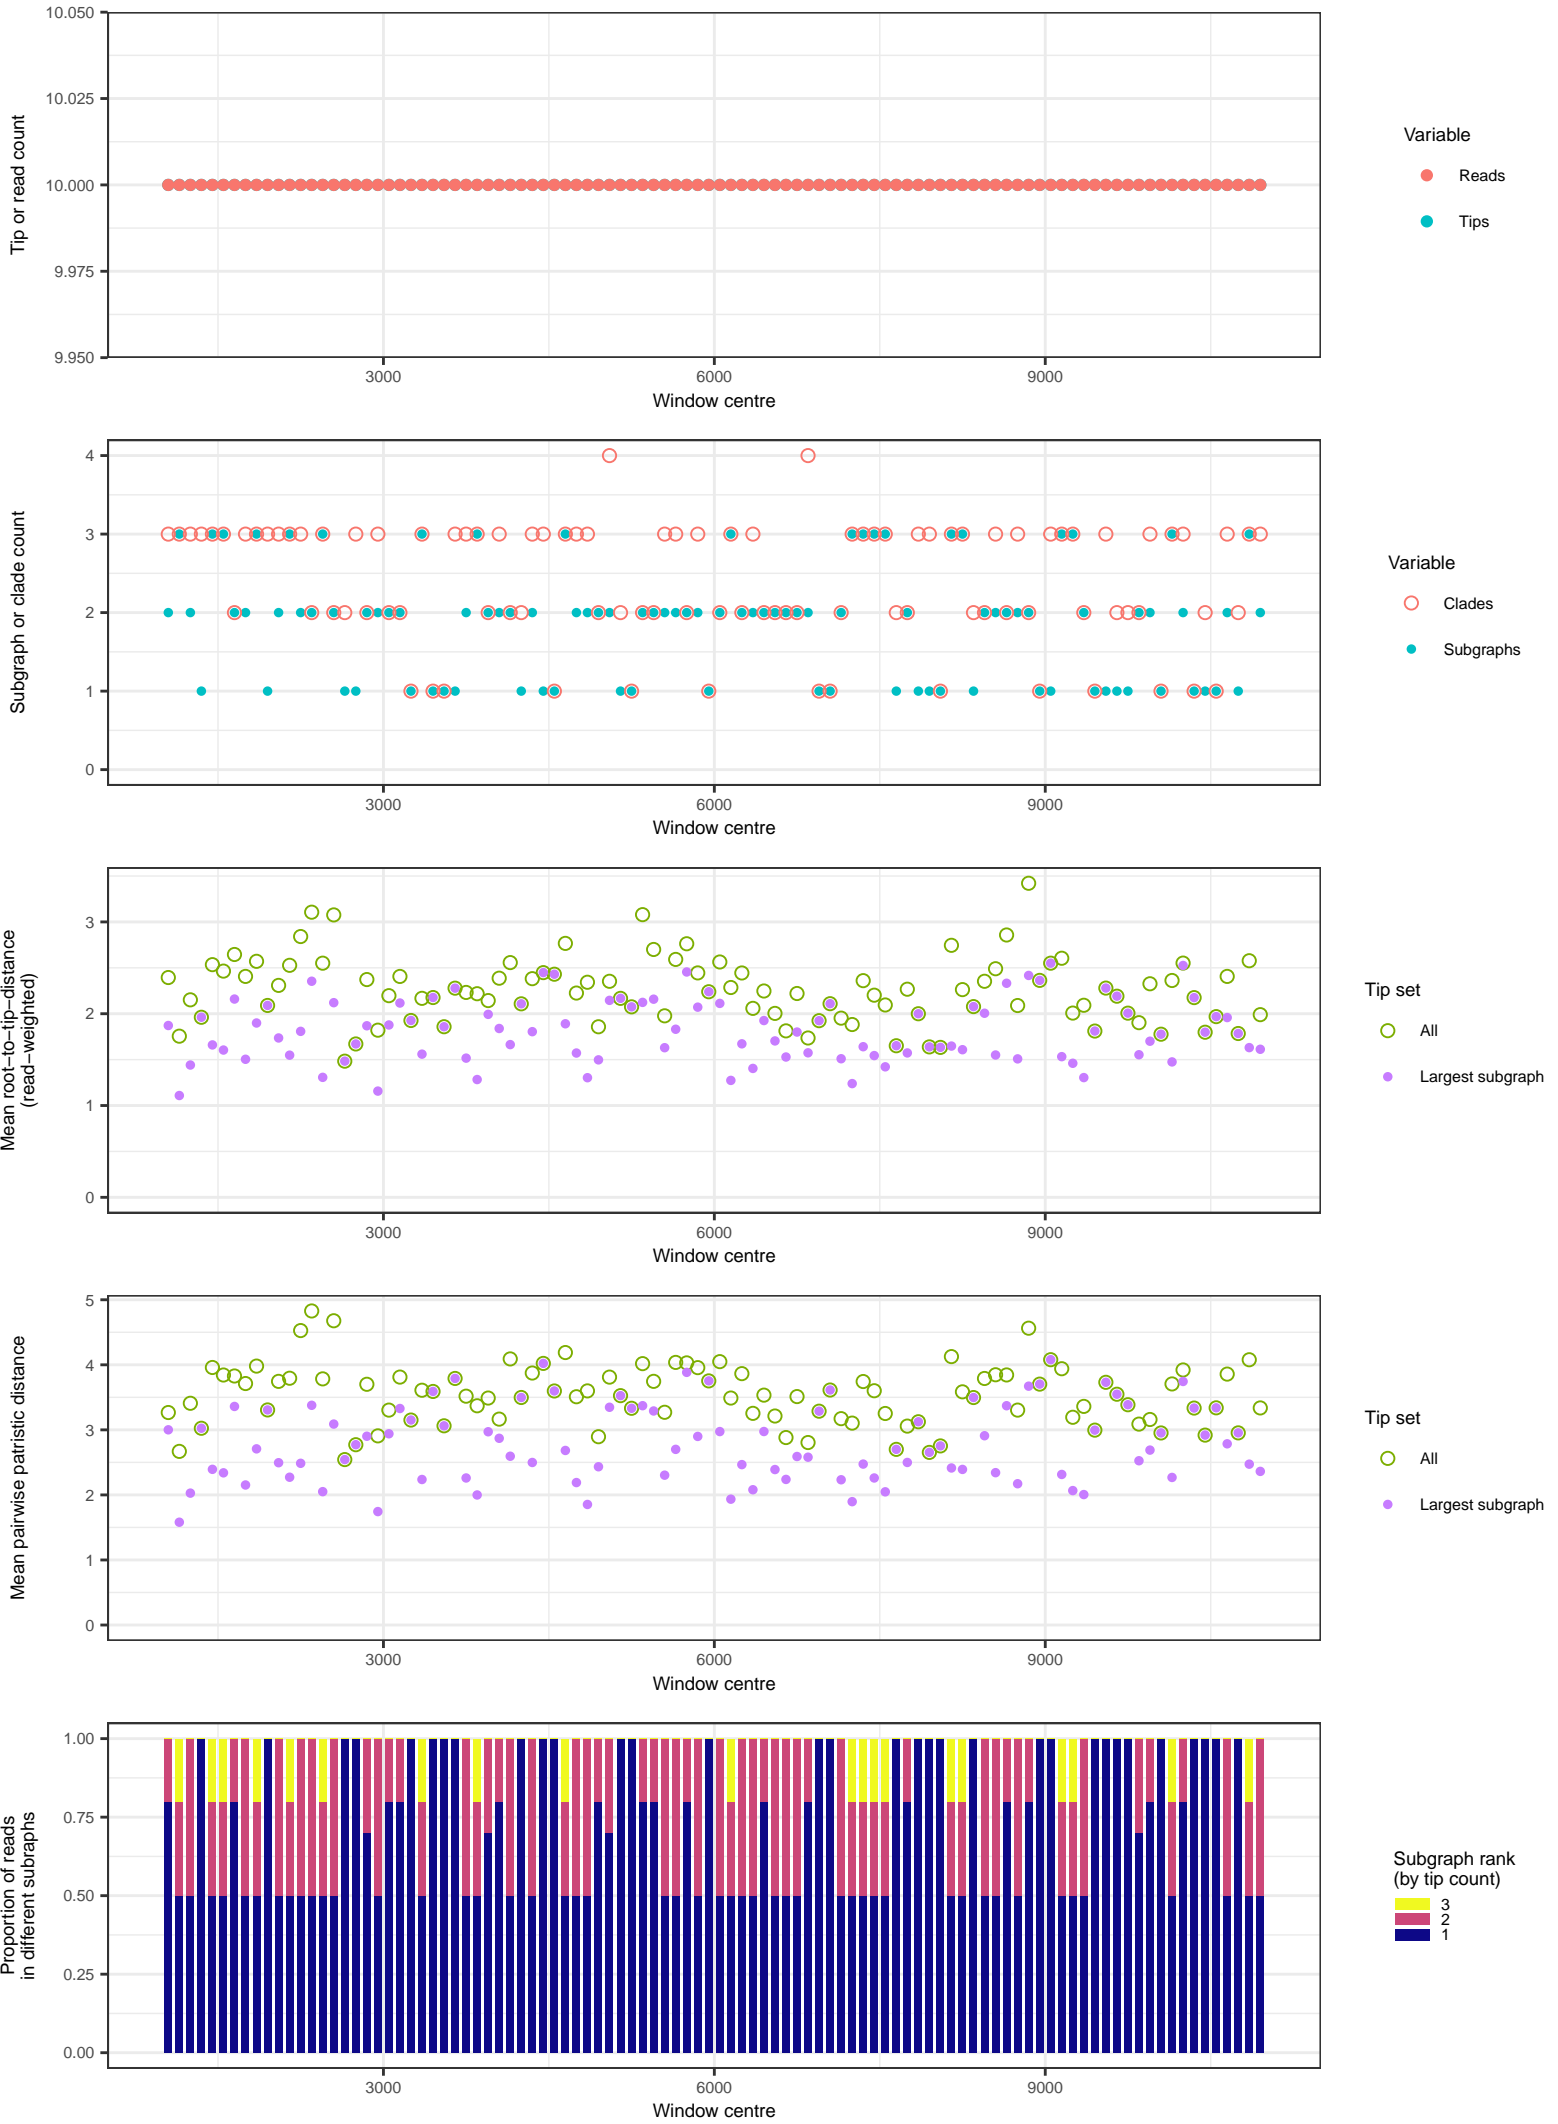 10.050
10.025
10.000
9.975
9.950
Tip or read count
3000
6000
9000
Window centre
Variable
Reads
Tips
4
3
2
1
0
Subgraph or clade count
3000
6000
9000
Window centre
Variable
Clades
Subgraphs
3
2
1
0
Mean root−to−tip−distance
(read−weighted)
3000
6000
9000
Window centre
Tip set
All
Largest subgraph
5
4
3
2
1
0
Mean pairwise patristic distance
3000
6000
9000
Window centre
Tip set
All
Largest subgraph
1.00
0.75
0.50
0.25
0.00
Proportion of reads
in different subraphs
3000
6000
9000
Window centre
Subgraph rank
(by tip count)
3
2
1